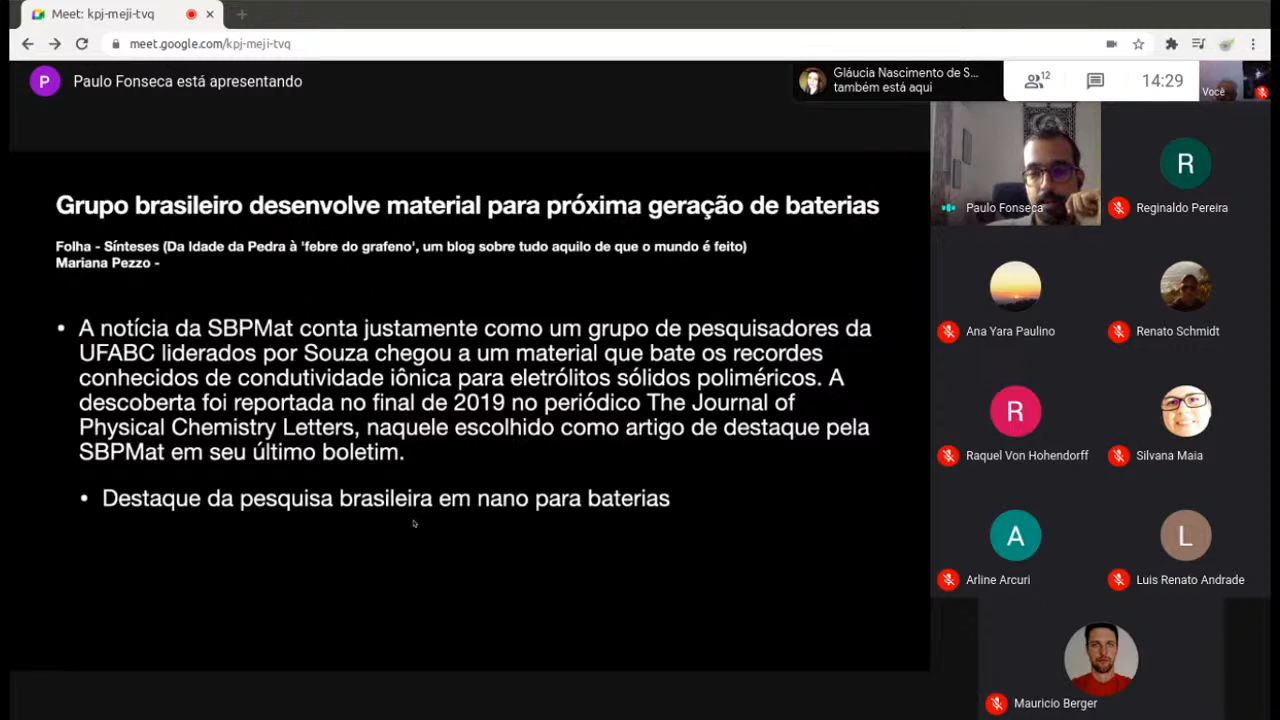 Meet: kpj-meji-tvq
meet.google.com/kpj-meji-tvq
P
Paulo Fonseca está apresentando
Gláucia Nascimento de S...
também está aqui
12
14:29
Você
Grupo brasileiro desenvolve material para próxima geração de baterias
Folha - Sínteses (Da Idade da Pedra à 'febre do grafeno', um blog sobre tudo aquilo de que o mundo é feito)
Mariana Pezzo -
• A notícia da SBPMat conta justamente como um grupo de pesquisadores da
UFABC liderados por Souza chegou a um material que bate os recordes
conhecidos de condutividade iônica para eletrólitos sólidos poliméricos. A
descoberta foi reportada no final de 2019 no periódico The Journal of
Physical Chemistry Letters, naquele escolhido como artigo de destaque pela
SBPMat em seu último boletim.
• Destaque da pesquisa brasileira em nano para baterias
Paulo Fonseca
R
Reginaldo Pereira
Ana Yara Paulino
Renato Schmidt
R
Raquel Von Hohendorff
Silvana Maia
A
Arline Arcuri
L
Luis Renato Andrade
Mauricio Berger